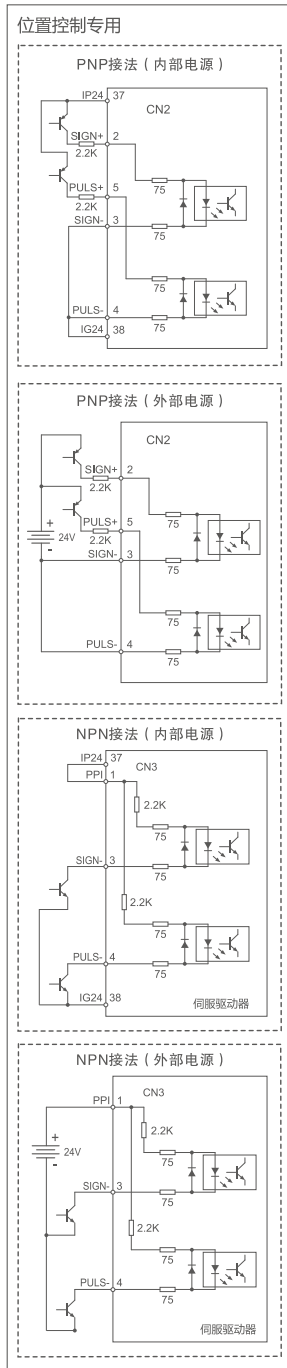 位置控制专用
PNP接法（内部电源）
IP24 37
CN2
SIGN+ 2
2.2K
75
PULS+ 5
2.2K
SIGN- 3
75
75
PULS- 4
75
IG24 38
PNP接法（外部电源）
CN2
SIGN+ 2
2.2K
75
+
PULS+ 5
24V
2.2K
-
SIGN- 3
75
75
PULS- 4
75
NPN接法（内部电源）
IP24 37
PPI 1
CN3
2.2K
75
SIGN- 3
75
2.2K
75
PULS- 4
75
IG24 38
伺服驱动器
NPN接法（外部电源）
CN3
PPI 1
2.2K
+
24V
75
-
SIGN- 3
75
2.2K
75
PULS- 4
75
伺服驱动器